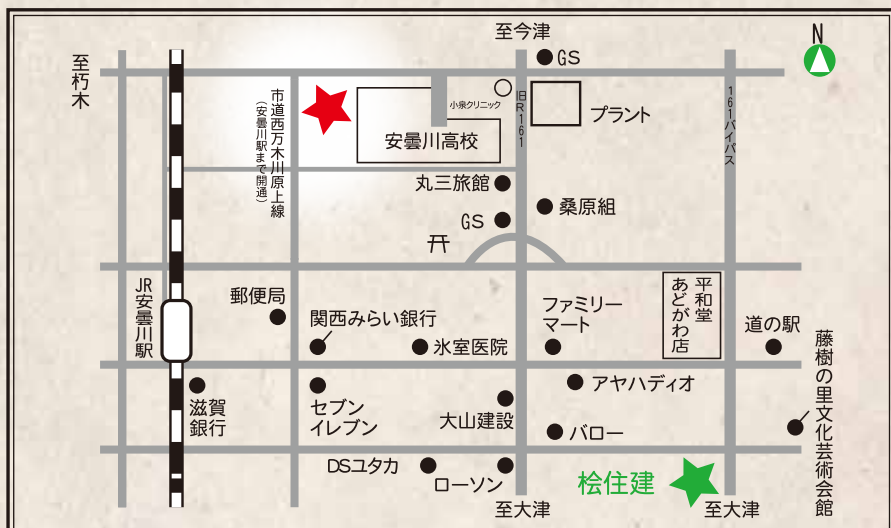 至今津
N
GS
至朽木
市道西万木川原上線
(安曇川駅まで開通)
小泉クリニック
旧R161
プラント
161バイパス
安曇川高校
丸三旅館
桑原組
GS
JR安曇川駅
郵便局
関西みらい銀行
氷室医院
ファミリー
マート
平和堂
あどがわ店
道の駅
藤樹の里文化芸術会館
滋賀
銀行
セブン
イレブン
大山建設
アヤハディオ
バロー
DSユタカ
ローソン
桧住建
至大津
至大津